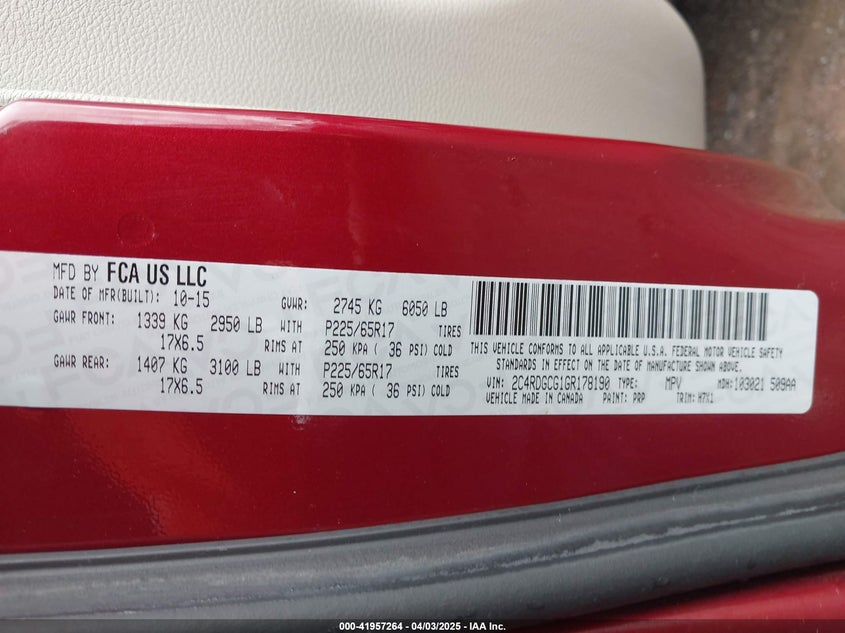 MFD BY FCA US LLC
DATE OF MFR(BUILT): 10-15 GVWR: 2745 KG 6050 LB
GAWR FRONT: 1339 KG 2950 LB WITH P225/65R17 TIRES
17X6.5 RIMS AT 250 KPA ( 36 PSI) COLD
GAWR REAR: 1407 KG 3100 LB WITH P225/65R17 TIRES
17X6.5 RIMS AT 250 KPA ( 36 PSI) COLD
THIS VEHICLE CONFORMS TO ALL APPLICABLE U.S.A. FEDERAL MOTOR VEHICLE SAFETY
STANDARDS IN EFFECT ON THE DATE OF MANUFACTURE SHOWN ABOVE.
VIN: 2C4RDGCG1GR178190 TYPE: MPV MDH: 103021 509AA
VEHICLE MADE IN CANADA PAINT: PRP TRIM: H7X1
000-41957264 - 04/03/2025 - IAA Inc.